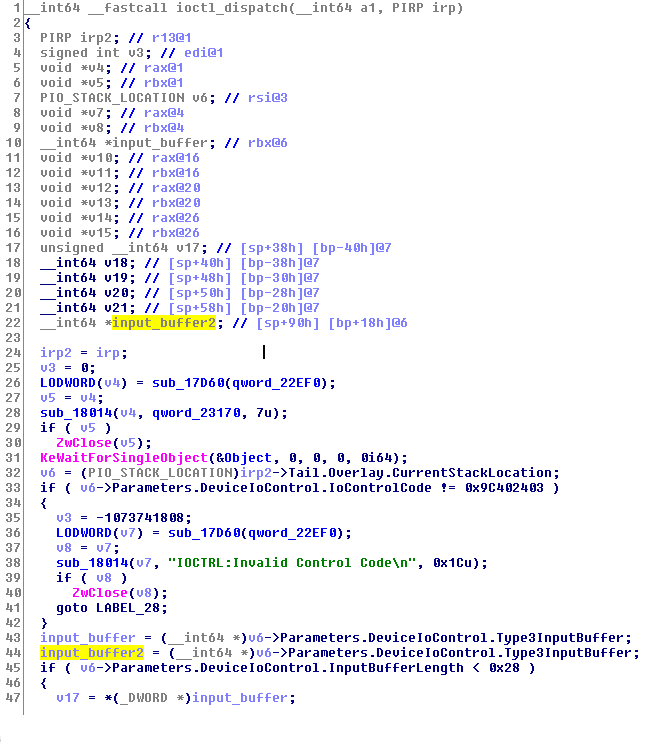 1 __int64 __fastcall ioctl_dispatch(__int64 a1, PIRP irp)
2 {
3 PIRP irp2; // r13@1
4 signed int v3; // edi@1
5 void *v4; // rax@1
6 void *v5; // rbx@1
7 PIO_STACK_LOCATION v6; // rsi@3
8 void *v7; // rax@4
9 void *v8; // rbx@4
10 __int64 *input_buffer; // rbx@6
11 void *v10; // rax@16
12 void *v11; // rbx@16
13 void *v12; // rax@20
14 void *v13; // rbx@20
15 void *v14; // rax@26
16 void *v15; // rbx@26
17 unsigned __int64 v17; // [sp+38h] [bp-40h]@7
18 __int64 v18; // [sp+40h] [bp-38h]@7
19 __int64 v19; // [sp+48h] [bp-30h]@7
20 __int64 v20; // [sp+50h] [bp-28h]@7
21 __int64 v21; // [sp+58h] [bp-20h]@7
22 __int64 *input_buffer2; // [sp+90h] [bp+18h]@6
23
24 irp2 = irp;
25 v3 = 0;
26 LODWORD(v4) = sub_17D60(qword_22EF0);
27 v5 = v4;
28 sub_18014(v4, qword_23170, 7u);
29 if ( v5 )
30 ZwClose(v5);
31 KeWaitForSingleObject(&Object, 0, 0, 0, 0i64);
32 v6 = (PIO_STACK_LOCATION)irp2->Tail.Overlay.CurrentStackLocation;
33 if ( v6->Parameters.DeviceIoControl.IoControlCode != 0x9C402403 )
34 {
35 v3 = -1073741808;
36 LODWORD(v7) = sub_17D60(qword_22EF0);
37 v8 = v7;
38 sub_18014(v7, "IOCTRL:Invalid Control Code\n", 0x1Cu);
39 if ( v8 )
40 ZwClose(v8);
41 goto LABEL_28;
42 }
43 input_buffer = (__int64 *)v6->Parameters.DeviceIoControl.Type3InputBuffer;
44 input_buffer2 = (__int64 *)v6->Parameters.DeviceIoControl.Type3InputBuffer;
45 if ( v6->Parameters.DeviceIoControl.InputBufferLength < 0x28 )
46 {
47 v17 = *(_DWORD *)input_buffer;